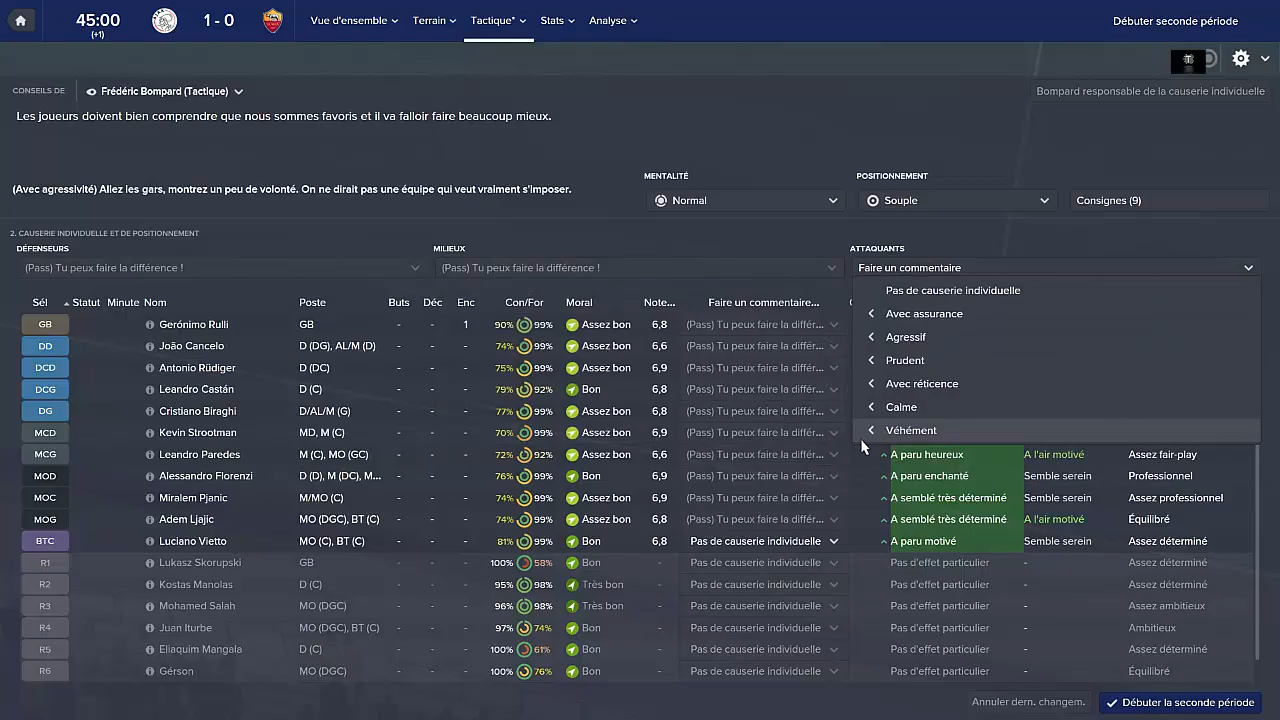 45:00 1 - 0 Vue d'ensemble Terrain Tactique* Stats Analyse Débuter seconde période
(+1)
CONSEILS DE Frédéric Bompard (Tactique) Bompard responsable de la causerie individuelle
Les joueurs doivent bien comprendre que nous sommes favoris et il va falloir faire beaucoup mieux.
MENTALITÉ POSITIONNEMENT
(Avec agressivité) Allez les gars, montrez un peu de volonté. On ne dirait pas une équipe qui veut vraiment s'imposer.
Normal Souple Consignes (9)
2. CAUSERIE INDIVIDUELLE ET DE POSITIONNEMENT
DÉFENSEURS MILIEUX ATTAQUANTS
(Pass) Tu peux faire la différence ! (Pass) Tu peux faire la différence ! Faire un commentaire
Pas de causerie individuelle
Avec assurance
Agressif
Prudent
Avec réticence
Calme
Véhément
Sél Statut Minute Nom Poste Buts Déc Enc Con/For Moral Note... Faire un commentaire...
GB Gerónimo Rulli GB - - 1 90% 99% Assez bon 6,8 (Pass) Tu peux faire la différ...
DD João Cancelo D (DG), AL/M (D) - - - 74% 99% Assez bon 6,6 (Pass) Tu peux faire la différ...
DCD Antonio Rüdiger D (DC) - - - 75% 99% Assez bon 6,9 (Pass) Tu peux faire la différ...
DCG Leandro Castán D (C) - - - 79% 92% Bon 6,8 (Pass) Tu peux faire la différ...
DG Cristiano Biraghi D/AL/M (G) - - - 77% 99% Assez bon 6,8 (Pass) Tu peux faire la différ...
MCD Kevin Strootman MD, M (C) - - - 70% 99% Assez bon 6,9 (Pass) Tu peux faire la différ...
MCG Leandro Paredes M (C), MO (GC) - - - 72% 92% Assez bon 6,8 (Pass) Tu peux faire la différ... A paru heureux A l'air motivé Assez fair-play
MOD Alessandro Florenzi D (D), M (D), M... - - - 76% 99% Bon 6,9 (Pass) Tu peux faire la différ... A paru enchanté Semble serein Professionnel
MOC Miralem Pjanic M/MO (C) - - - 74% 99% Assez bon 6,9 (Pass) Tu peux faire la différ... A semblé très déterminé Semble serein Assez professionnel
MOG Adem Ljajic MO (DGC), BT (C) - - - 74% 99% Assez bon 6,8 (Pass) Tu peux faire la différ... A semblé très déterminé A l'air motivé Équilibré
BTC Luciano Vietto MO (C), BT (C) - - - 81% 99% Bon 6,8 Pas de causerie individuelle A paru motivé Semble serein Assez déterminé
R1 Lukasz Skorupski GB - - - 100% 58% Bon - Pas de causerie individuelle Pas d'effet particulier - Assez déterminé
R2 Kostas Manolas D (C) - - - 95% 98% Très bon - Pas de causerie individuelle Pas d'effet particulier - Assez déterminé
R3 Mohamed Salah MO (DGC) - - - 96% 98% Très bon - Pas de causerie individuelle Pas d'effet particulier - Assez ambitieux
R4 Juan Iturbe MO (DGC), BT (C) - - - 97% 74% Bon - Pas de causerie individuelle Pas d'effet particulier - Ambitieux
R5 Eliaquim Mangala D (C) - - - 100% 61% Bon - Pas de causerie individuelle Pas d'effet particulier - Assez déterminé
R6 Gérson MO (DGC) - - - 100% 76% Bon - Pas de causerie individuelle Pas d'effet particulier - Équilibré
Annuler dern. changem. Débuter la seconde période